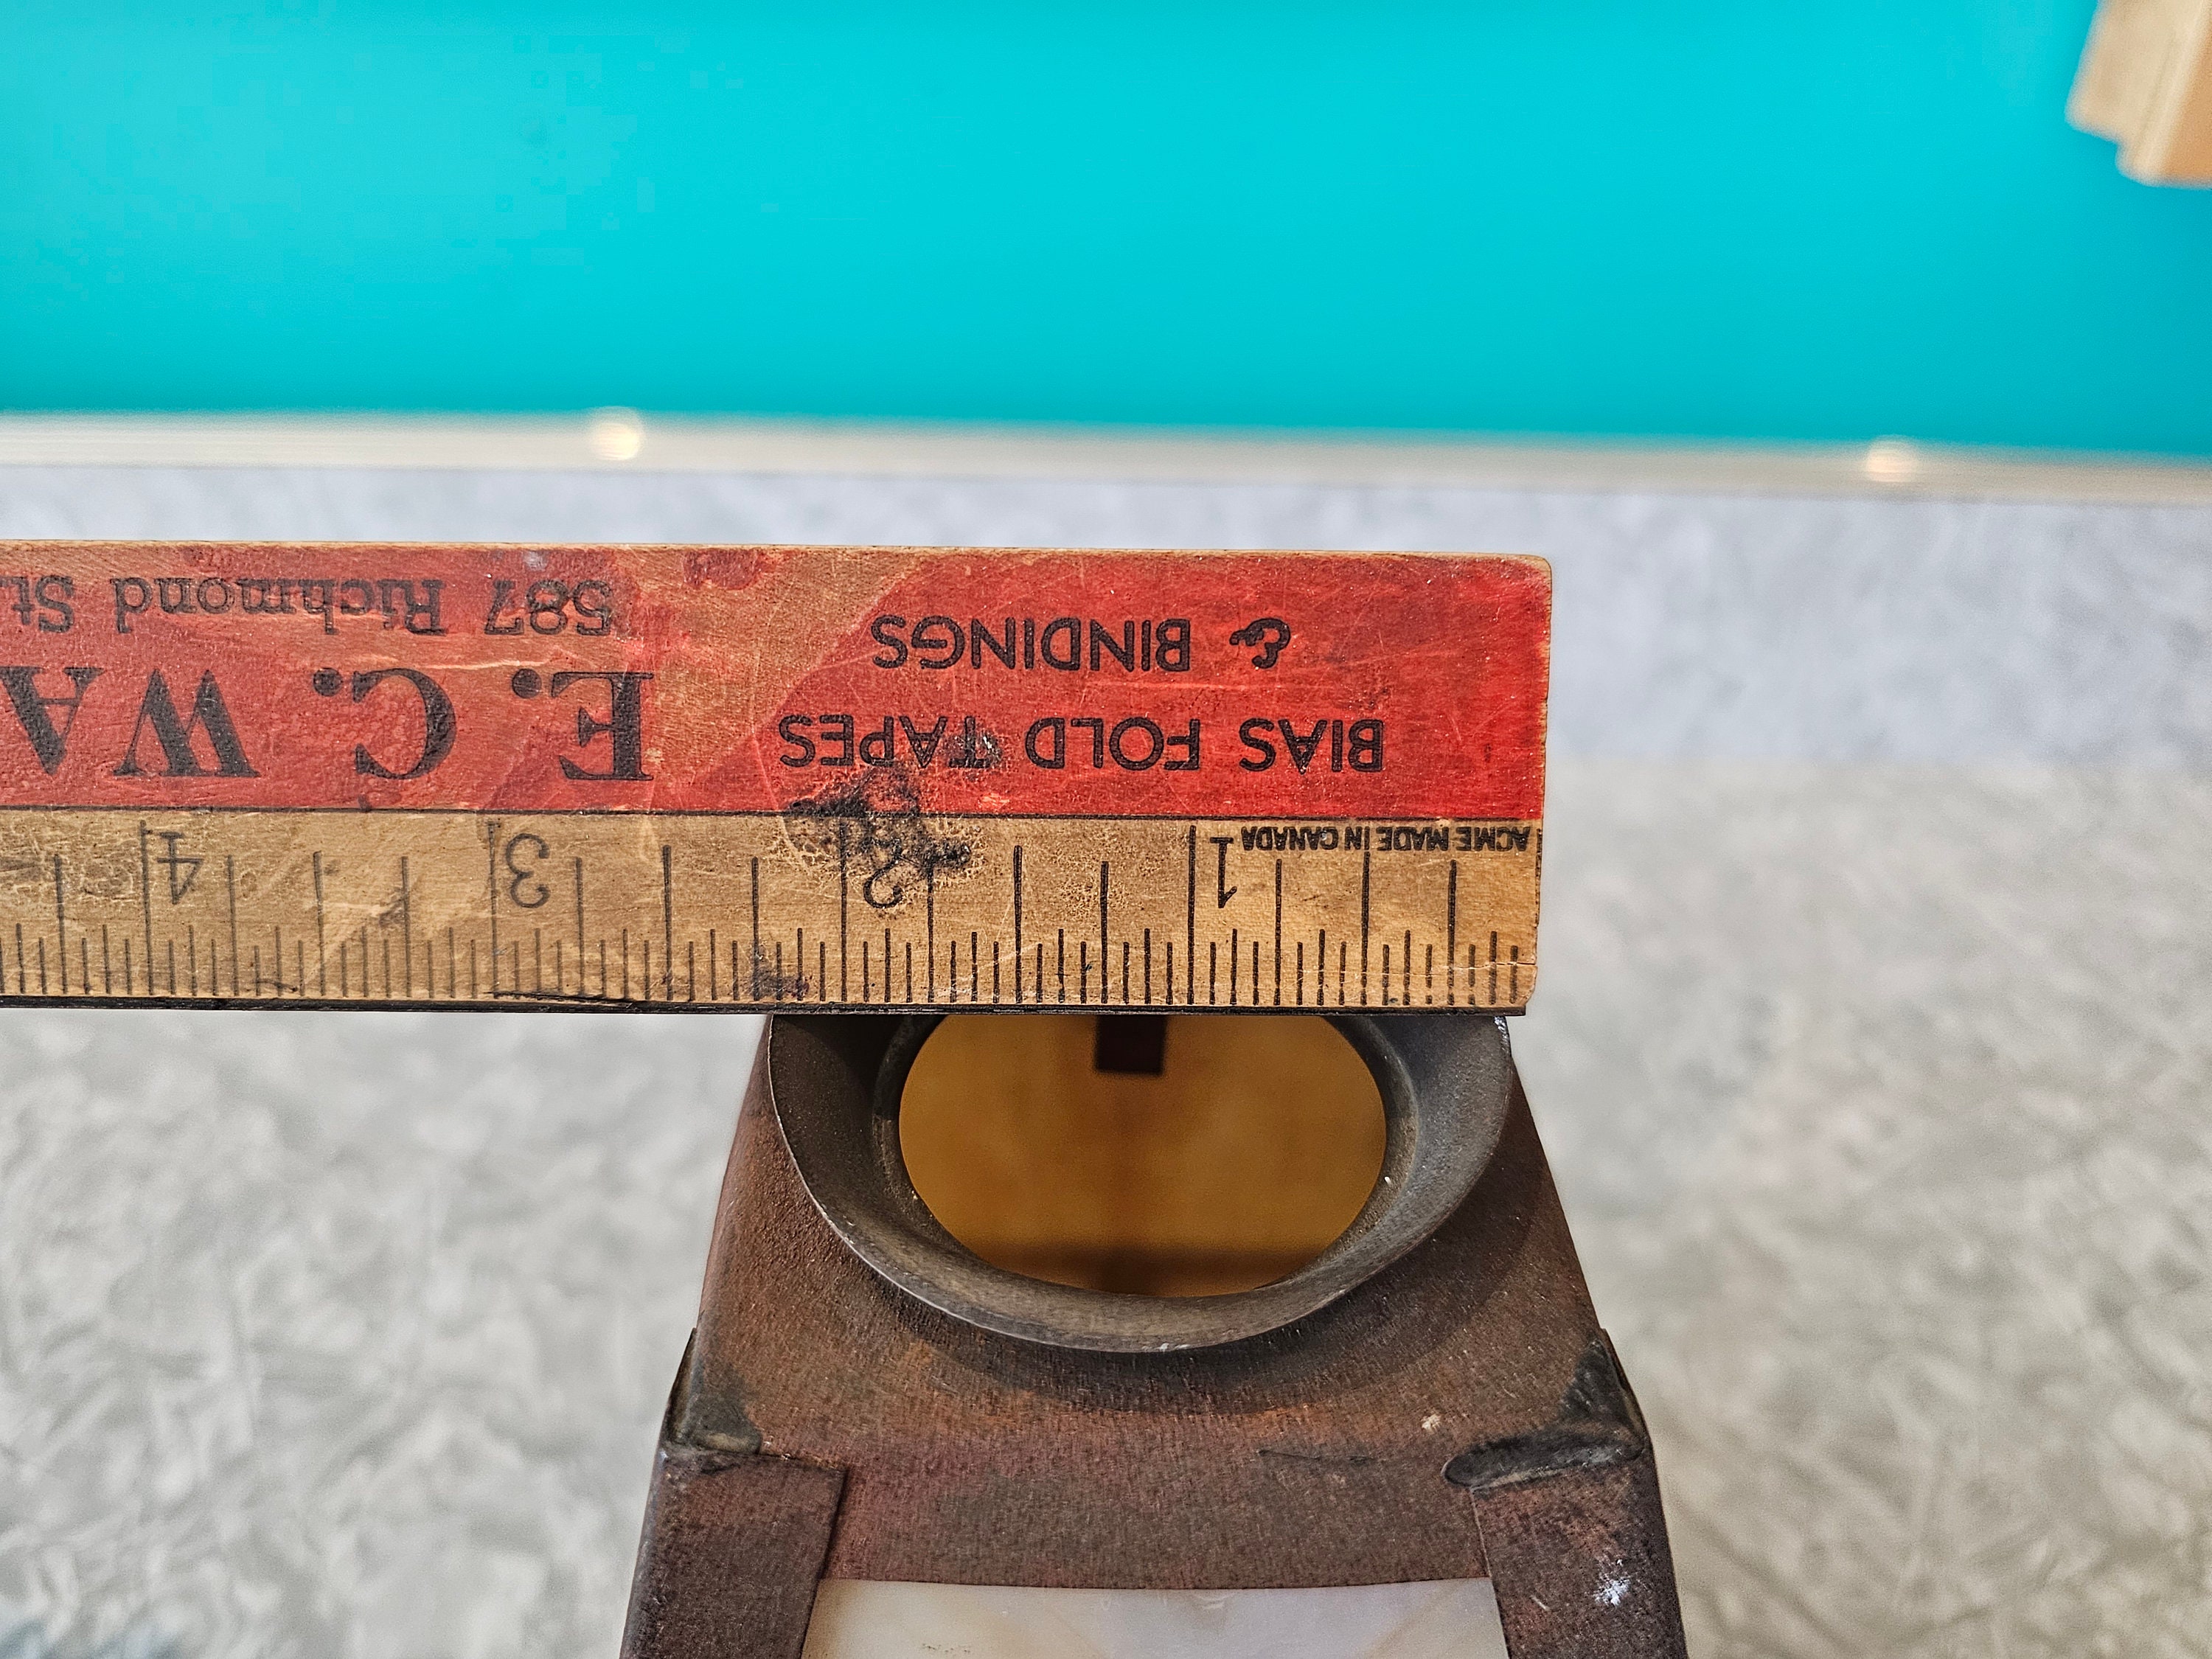 ACME MADE IN CANADA
1 2 3 4
BIAS FOLD TAPES
& BINDINGS
E. C. WA
587 Richmond St.